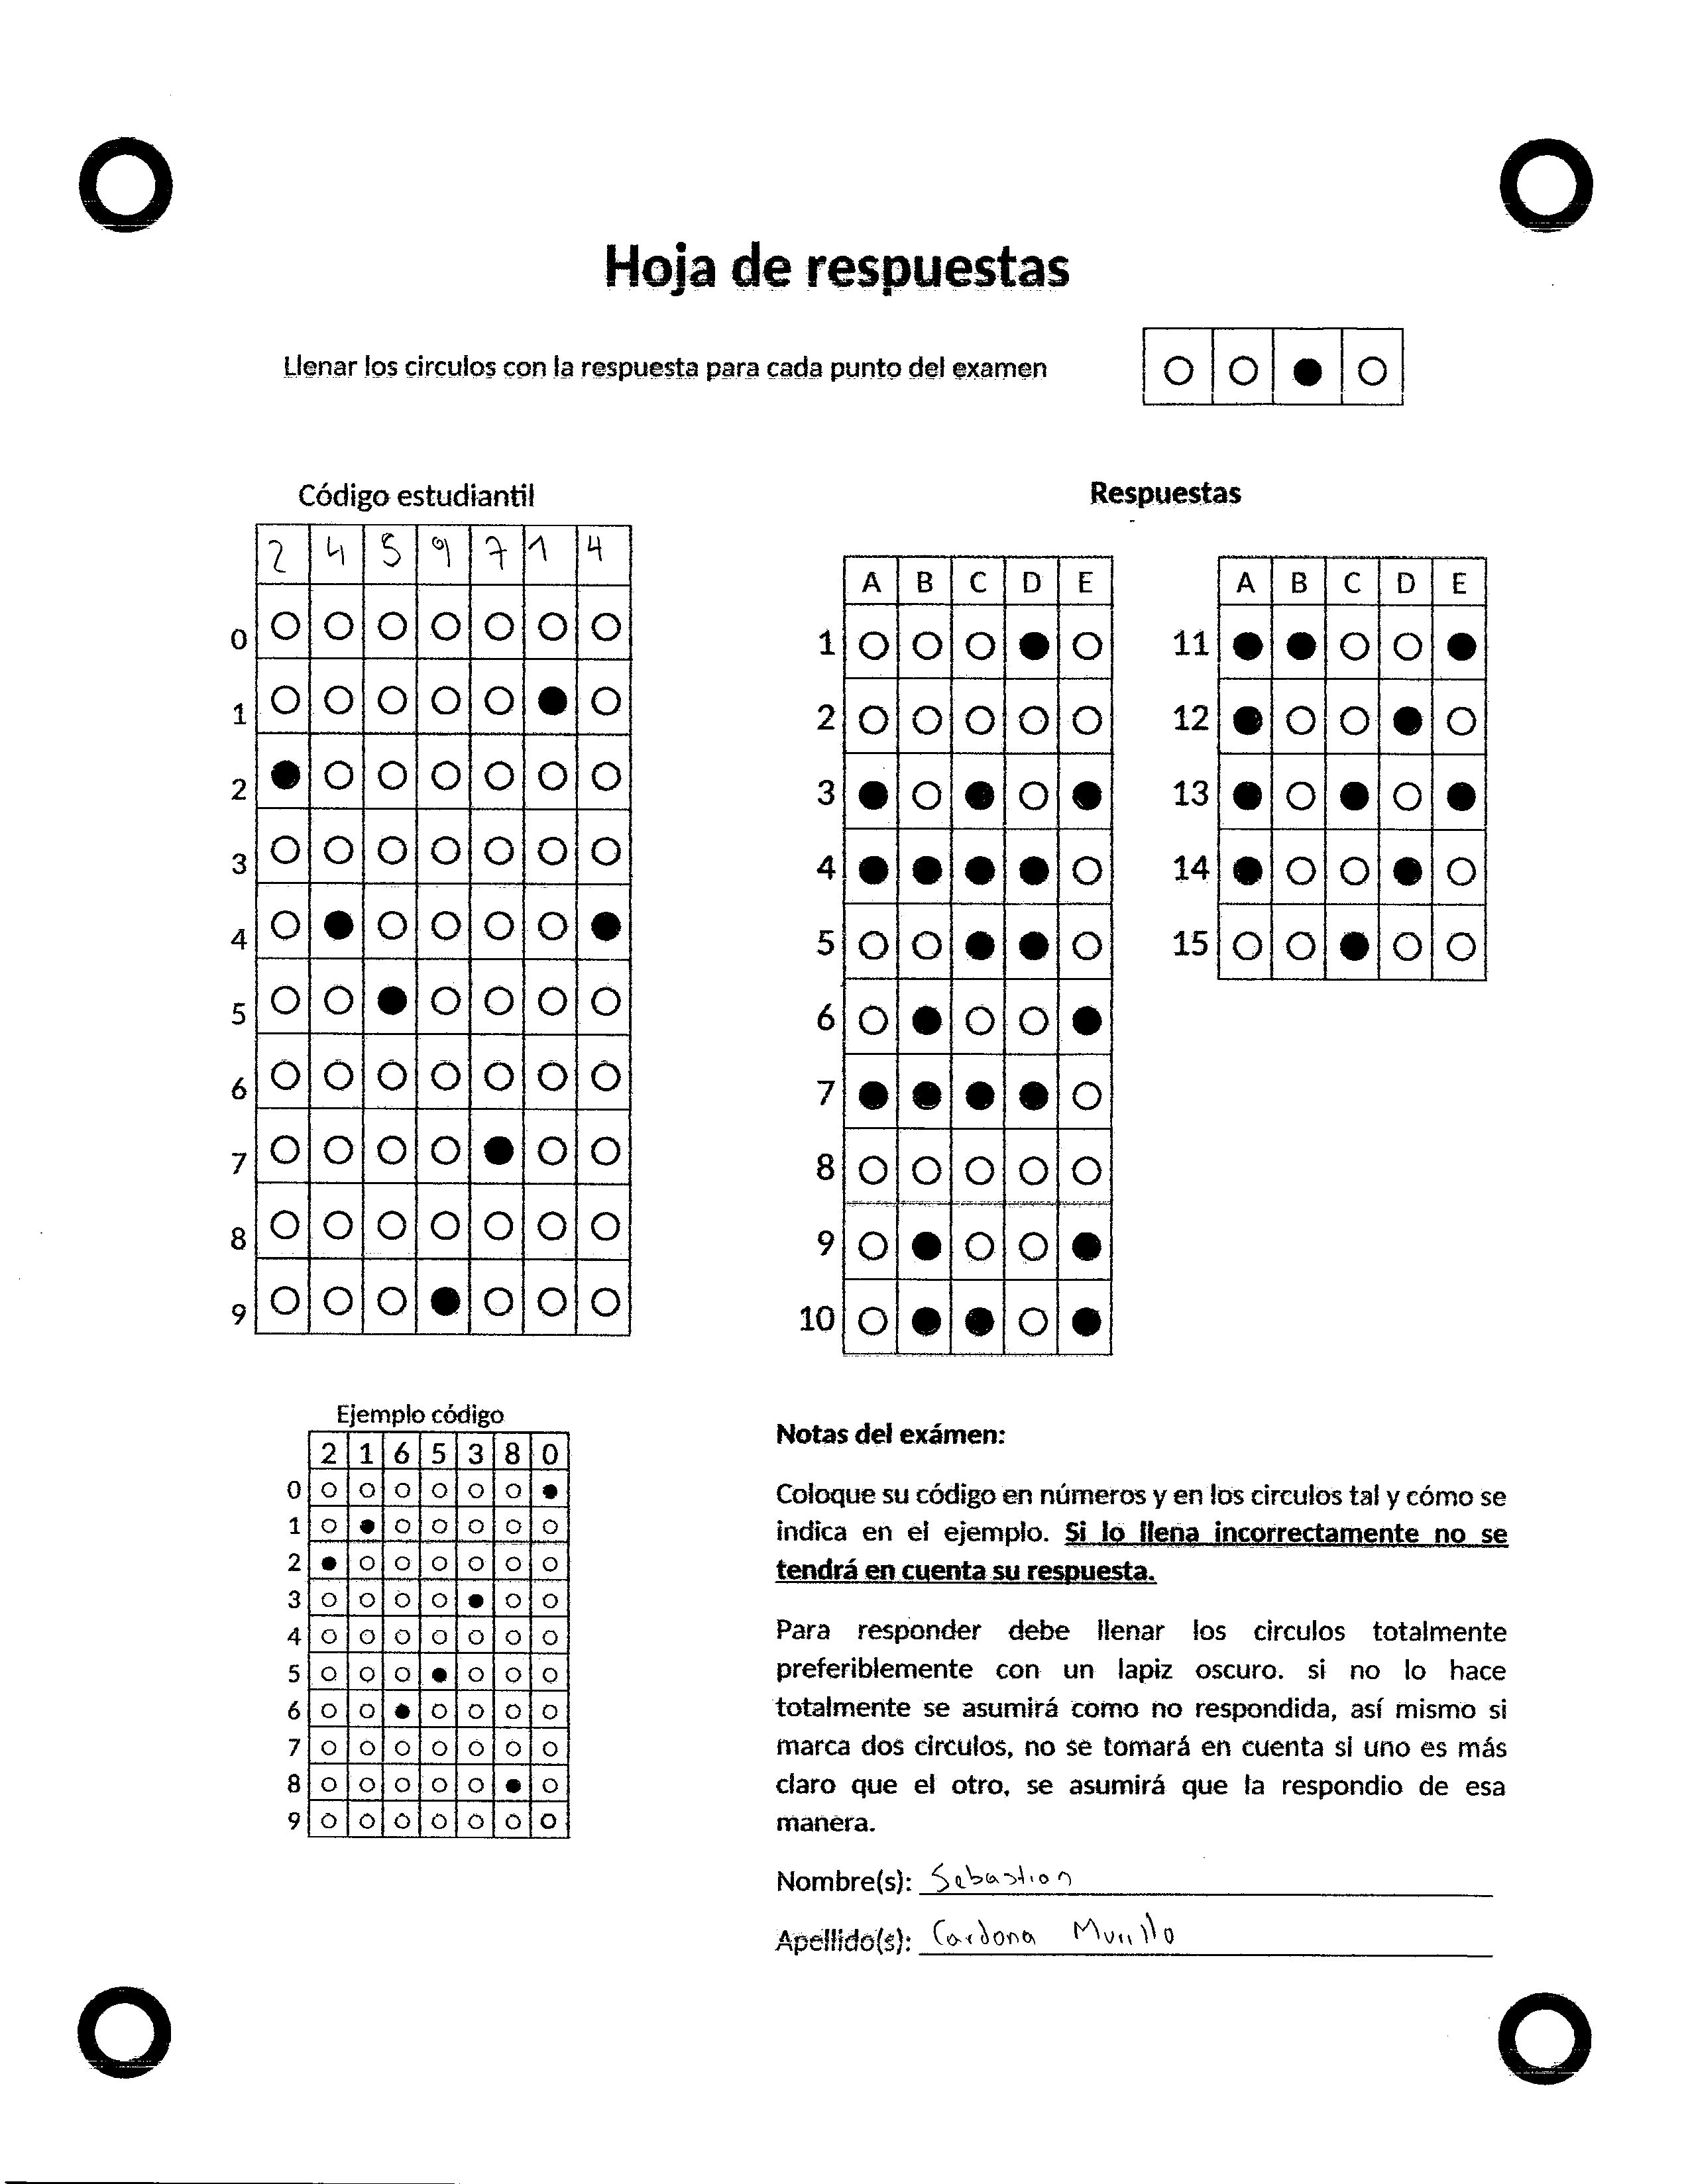 Hoja de respuestas
Llenar los circulos con la respuesta para cada punto del examen
Código estudiantil
2 4 5 9 7 1 4
0
1
2
3
4
5
6
7
8
9
Respuestas
A B C D E
1
2
3
4
5
6
7
8
9
10
A B C D E
11
12
13
14
15
Ejemplo código
2 1 6 5 3 8 0
0
1
2
3
4
5
6
7
8
9
Notas del exámen:
Coloque su código en números y en los circulos tal y cómo se
indica en el ejemplo. Si lo llena incorrectamente no se
tendrá en cuenta su respuesta.
Para responder debe llenar los circulos totalmente
preferiblemente con un lapiz oscuro. si no lo hace
totalmente se asumirá como no respondida, así mismo si
marca dos circulos, no se tomará en cuenta si uno es más
claro que el otro, se asumirá que la respondio de esa
manera.
Nombre(s): Sebastion
Apellido(s): Cardona Murillo